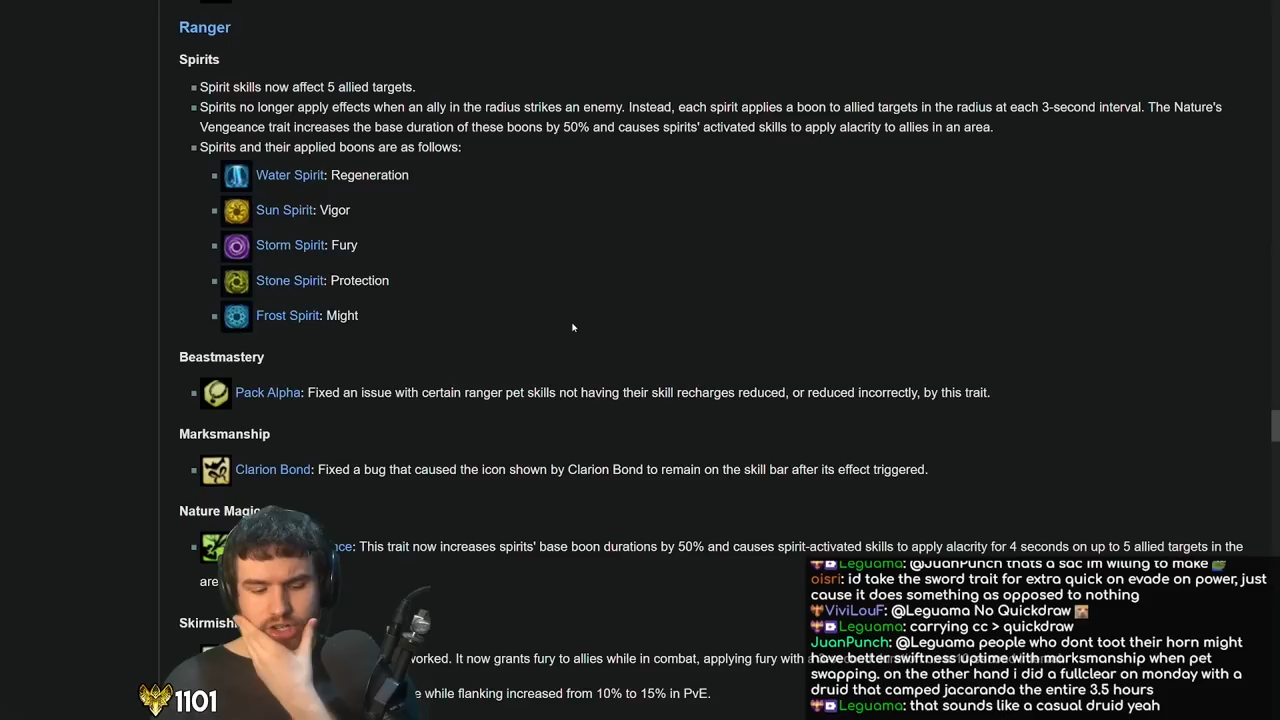 Ranger
Spirits
Spirit skills now affect 5 allied targets.
Spirits no longer apply effects when an ally in the radius strikes an enemy. Instead, each spirit applies a boon to allied targets in the radius at each 3-second interval. The Nature's
Vengeance trait increases the base duration of these boons by 50% and causes spirits' activated skills to apply alacrity to allies in an area.
Spirits and their applied boons are as follows:
Water Spirit: Regeneration
Sun Spirit: Vigor
Storm Spirit: Fury
Stone Spirit: Protection
Frost Spirit: Might
Beastmastery
Pack Alpha: Fixed an issue with certain ranger pet skills not having their skill recharges reduced, or reduced incorrectly, by this trait.
Marksmanship
Clarion Bond: Fixed a bug that caused the icon shown by Clarion Bond to remain on the skill bar after its effect triggered.
Nature Magic
nce: This trait now increases spirits' base boon durations by 50% and causes spirit-activated skills to apply alacrity for 4 seconds on up to 5 allied targets in the
are
Skirmish
worked. It now grants fury to allies while in combat, applying fury with a
e while flanking increased from 10% to 15% in PvE.
Leguama: @JuanPunch thats a sac im willing to make
oisri: id take the sword trait for extra quick on evade on power, just
cause it does something as opposed to nothing
ViviLouF: @Leguama No Quickdraw
Leguama: carrying cc > quickdraw
JuanPunch: @Leguama people who dont toot their horn might
have better swiftness uptime with marksmanship when pet
swapping. on the other hand i did a fullclear on monday with a
druid that camped jacaranda the entire 3.5 hours
Leguama: that sounds like a casual druid yeah
1101